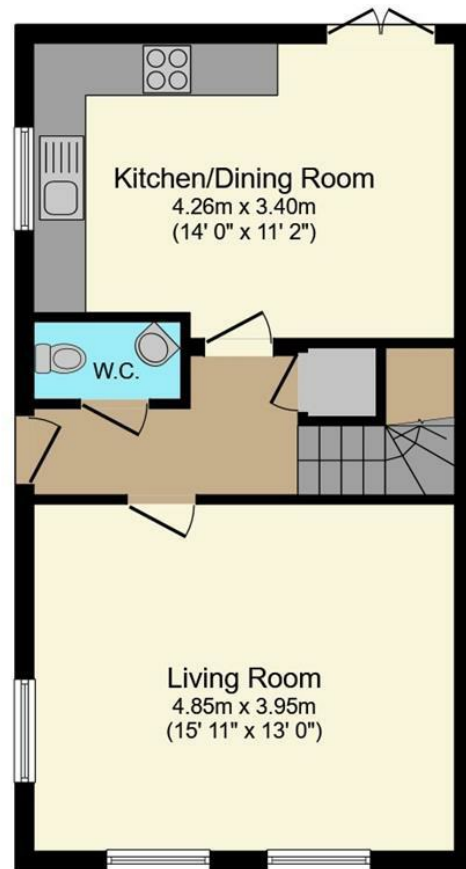 Kitchen/Dining Room
4.26m x 3.40m
(14' 0" x 11' 2")
W.C.
Living Room
4.85m x 3.95m
(15' 11" x 13' 0")